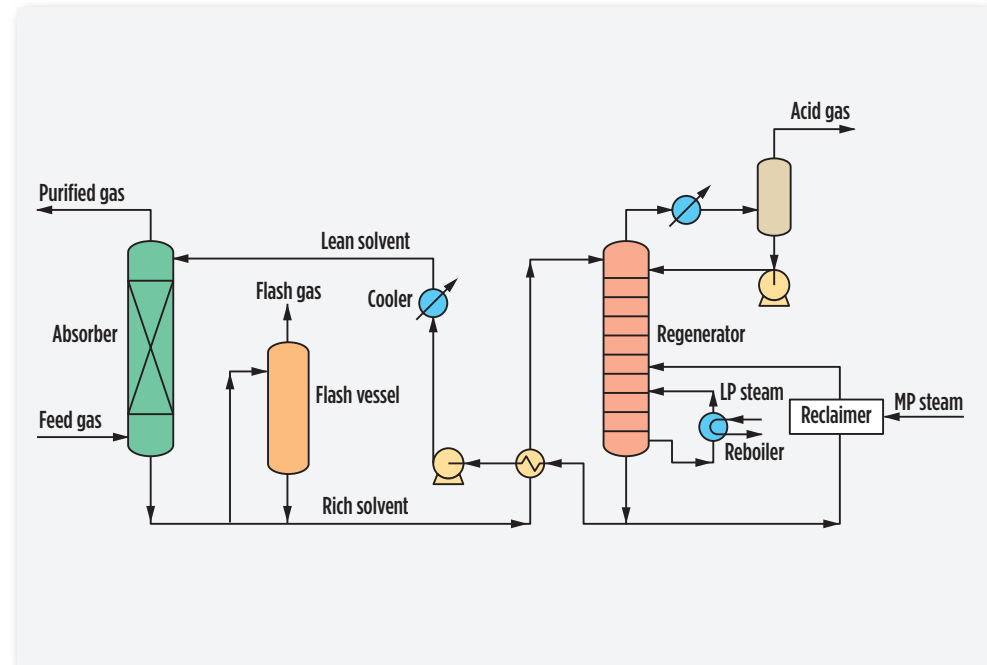 Acid gas
Purified gas
Lean solvent
Flash gas
Cooler
Absorber
Regenerator
Flash vessel
LP steam
MP steam
Reclaimer
Feed gas
Reboiler
Rich solvent